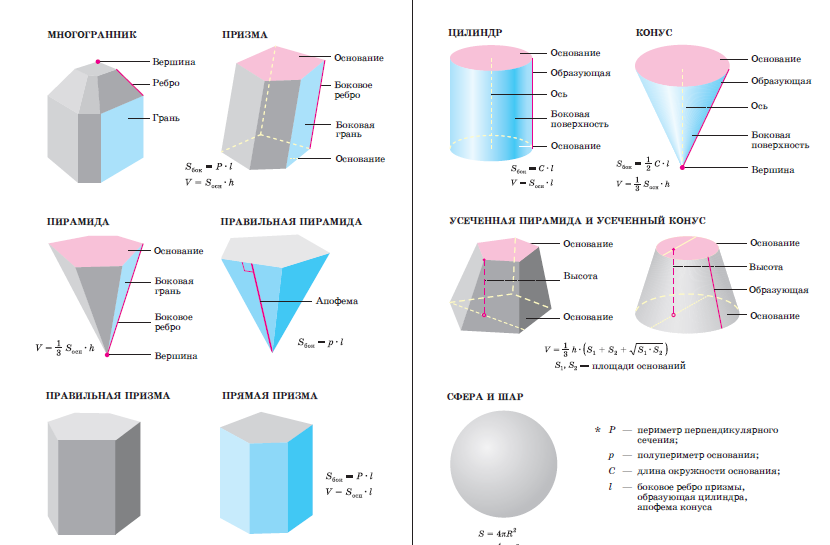 МНОГОГРАННИК
Вершина
Ребро
Грань
ПРИЗМА
Основание
Боковое
ребро
Боковая
грань
Основание
Sбок = P · l
V = Sосн · h
ПИРАМИДА
Основание
Боковая
грань
Боковое
ребро
Вершина
V = 1/3 Sосн · h
ПРАВИЛЬНАЯ ПИРАМИДА
Апофема
Sбок = p · l
ПРАВИЛЬНАЯ ПРИЗМА
ПРЯМАЯ ПРИЗМА
Sбок = P · l
V = Sосн · l
ЦИЛИНДР
Основание
Образующая
Ось
Боковая
поверхность
Основание
Sбок = C · l
V = Sосн · l
КОНУС
Основание
Образующая
Ось
Боковая
поверхность
Вершина
Sбок = 1/2 C · l
V = 1/3 Sосн · h
УСЕЧЕННАЯ ПИРАМИДА И УСЕЧЕННЫЙ КОНУС
Основание
Высота
Основание
Основание
Высота
Образующая
Основание
V = 1/3 h · (S₁ + S₂ + √S₁ · S₂)
S₁, S₂ — площади оснований
СФЕРА И ШАР
S = 4πR²
* P — периметр перпендикулярного
сечения;
p — полупериметр основания;
C — длина окружности основания;
l — боковое ребро призмы,
образующая цилиндра,
апофема конуса